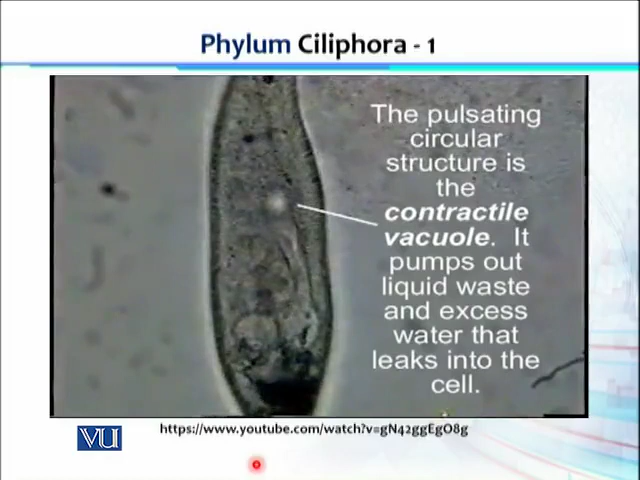 Phylum Ciliphora - 1
The pulsating
circular
structure is
the
contractile
vacuole. It
pumps out
liquid waste
and excess
water that
leaks into the
cell.
https://www.youtube.com/watch?v=gN42ggEgO8g
VU